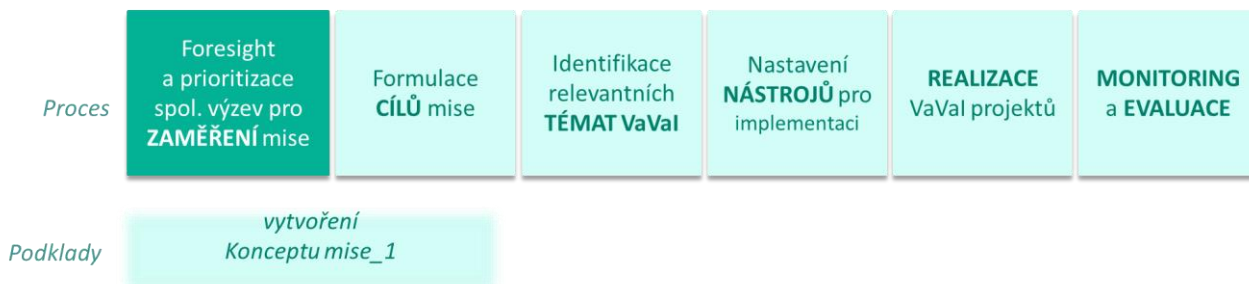 Proces
Foresight
a prioritizace
spol. výzev pro
ZAMĚŘENÍ mise
Formulace
CÍLŮ mise
Identifikace
relevantních
TÉMAT VaVaI
Nastavení
NÁSTROJŮ pro
implementaci
REALIZACE
VaVaI projektů
MONITORING
a EVALUACE
Podklady
vytvoření
Konceptu mise_1